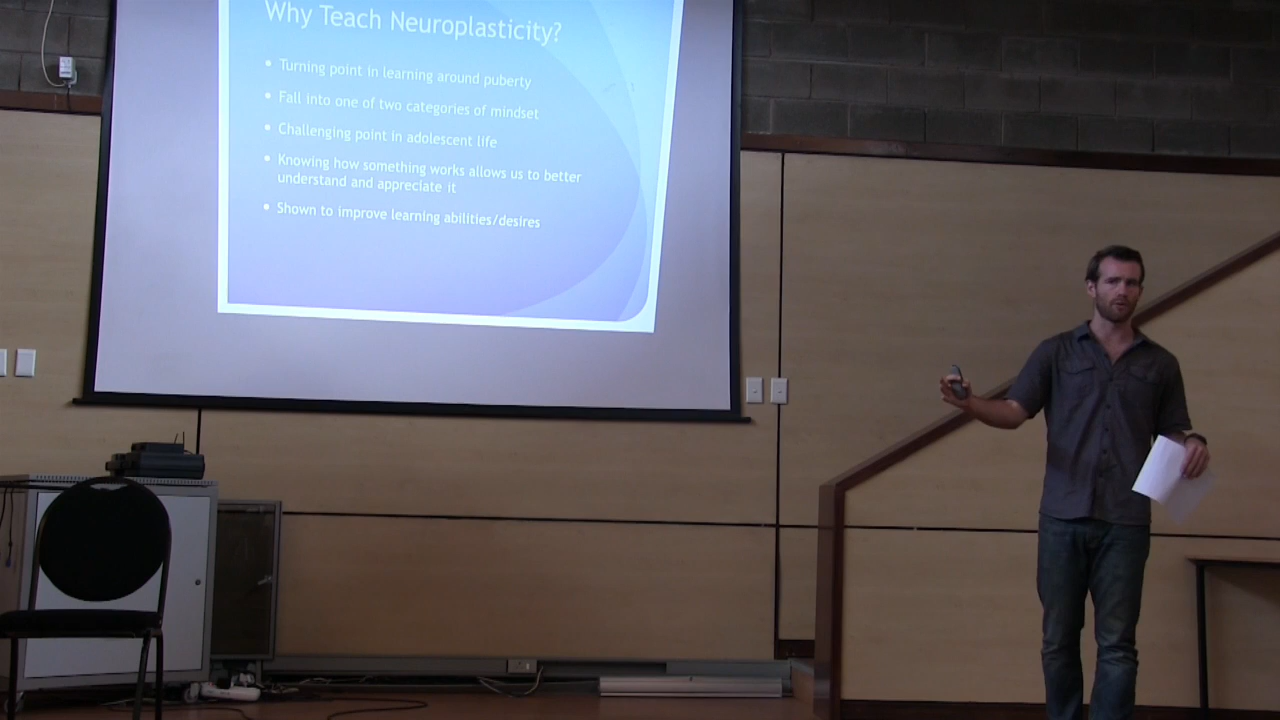 Why Teach Neuroplasticity?
• Turning point in learning around puberty
• Fall into one of two categories of mindset
• Challenging point in adolescent life
• Knowing how something works allows us to better
understand and appreciate it
• Shown to improve learning abilities/desires